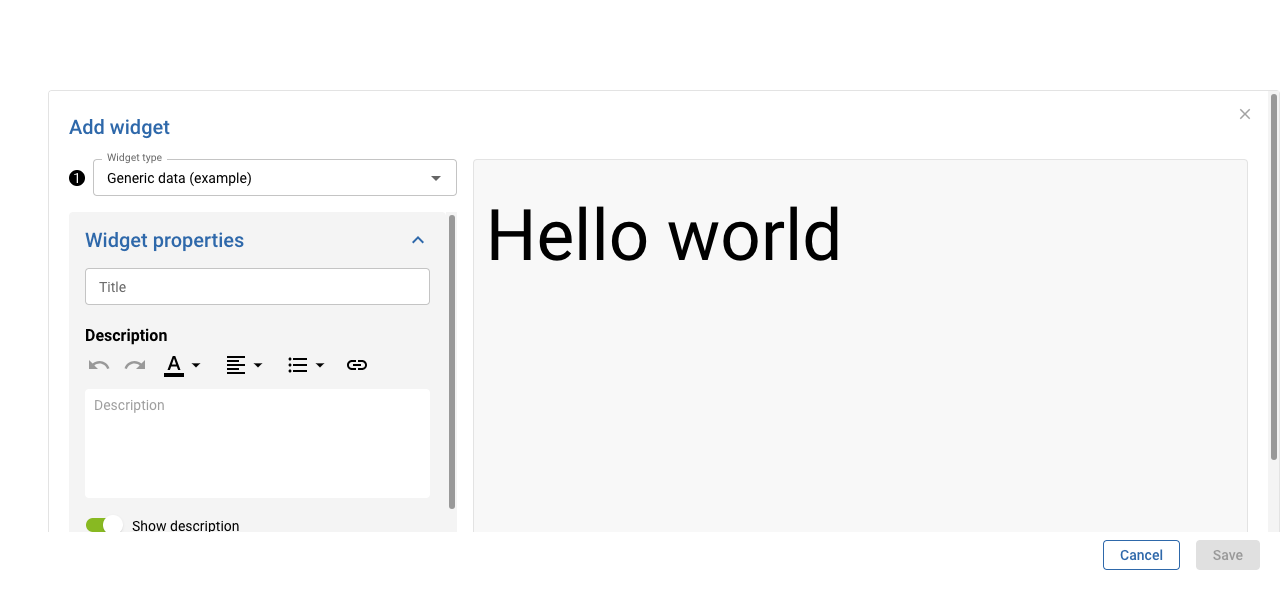 Add widget
Widget type
1
Generic data (example)
Widget properties
Title
Description
A
Description
Show description
Hello world
Cancel
Save